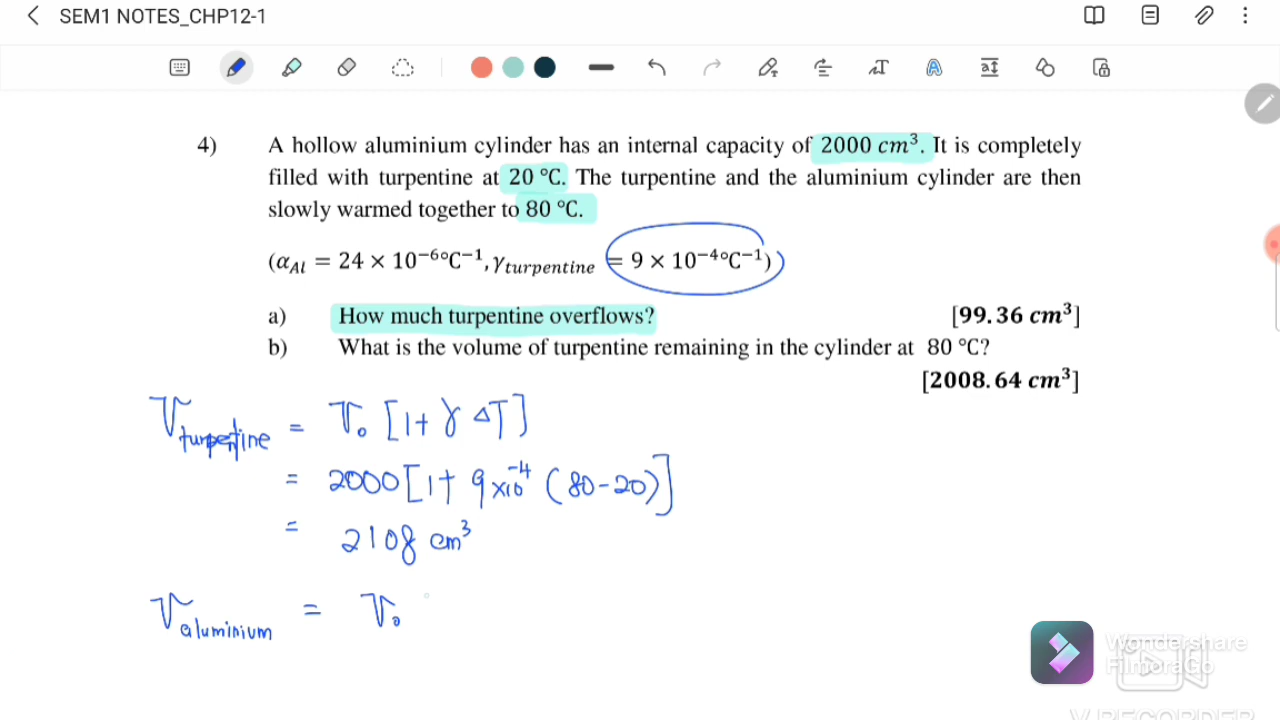 SEM1 NOTES_CHP12-1
4) A hollow aluminium cylinder has an internal capacity of 2000 cm³. It is completely
filled with turpentine at 20 °C. The turpentine and the aluminium cylinder are then
slowly warmed together to 80 °C.
(α_Al = 24 × 10⁻⁶°C⁻¹, γ_turpentine = 9 × 10⁻⁴°C⁻¹)
a) How much turpentine overflows? [99.36 cm³]
b) What is the volume of turpentine remaining in the cylinder at 80 °C?
[2008.64 cm³]
V_turpentine = V₀ [1 + γ ΔT]
= 2000 [1 + 9 × 10⁻⁴ (80 - 20)]
= 2108 cm³
V_aluminium = V₀
Wondershare
FilmoraGo
V RECORDER